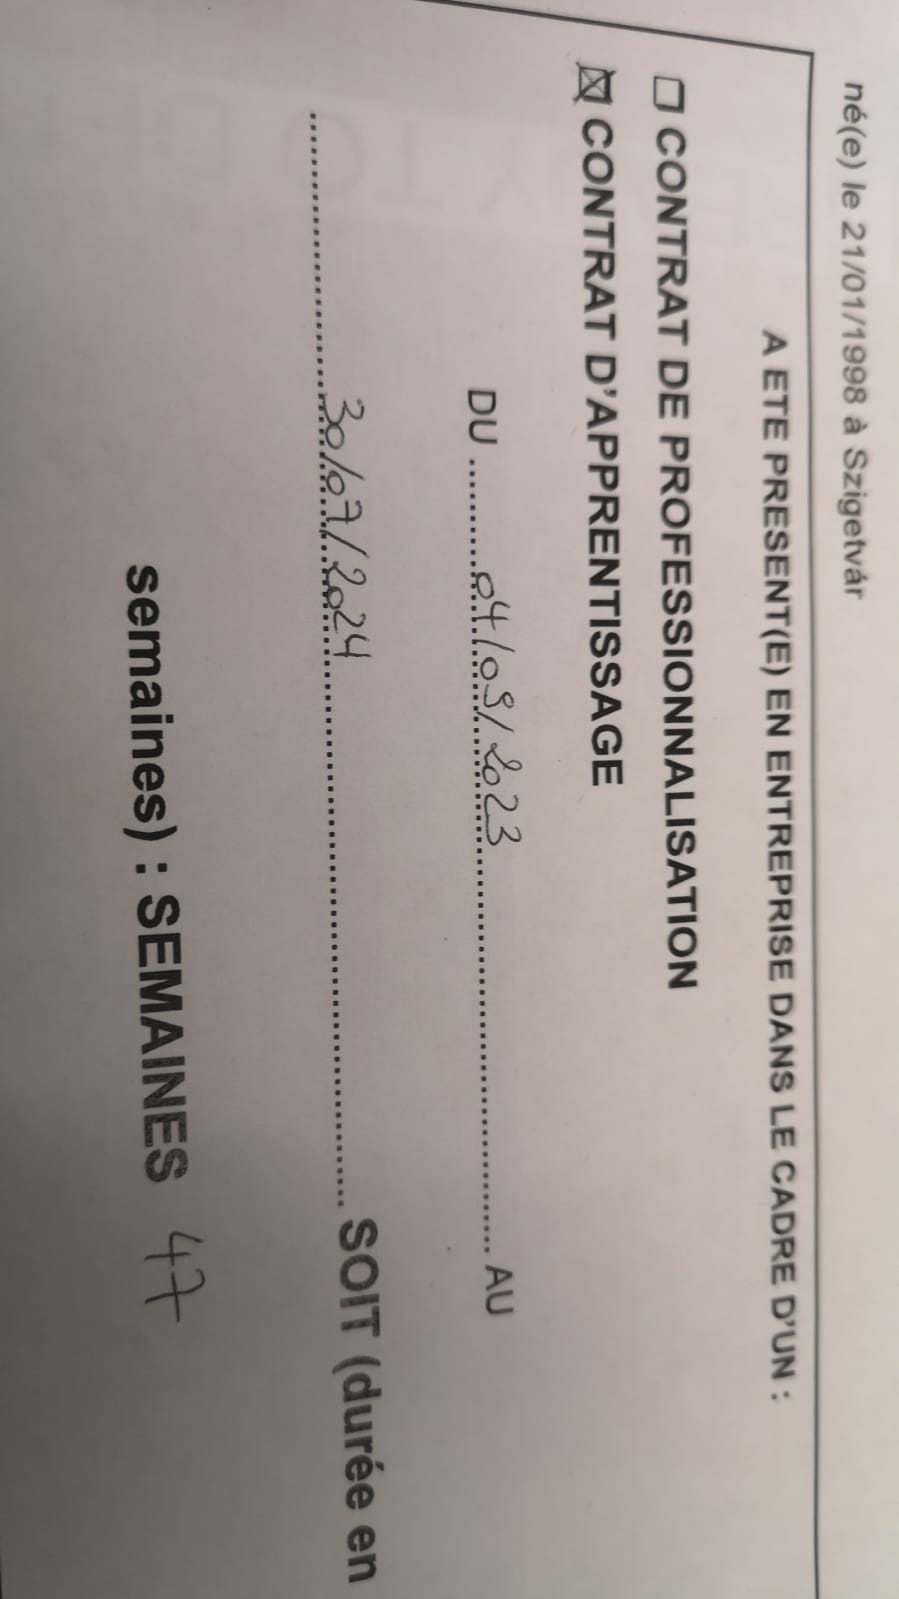 né(e) le 21/01/1998 à Szigetvár
A ETE PRESENT(E) EN ENTREPRISE DANS LE CADRE D'UN :
☐ CONTRAT DE PROFESSIONNALISATION
☒ CONTRAT D'APPRENTISSAGE
DU ..........04/09/2023.............................. AU
..............30/07/2024.............................. SOIT (durée en
semaines) : SEMAINES 47